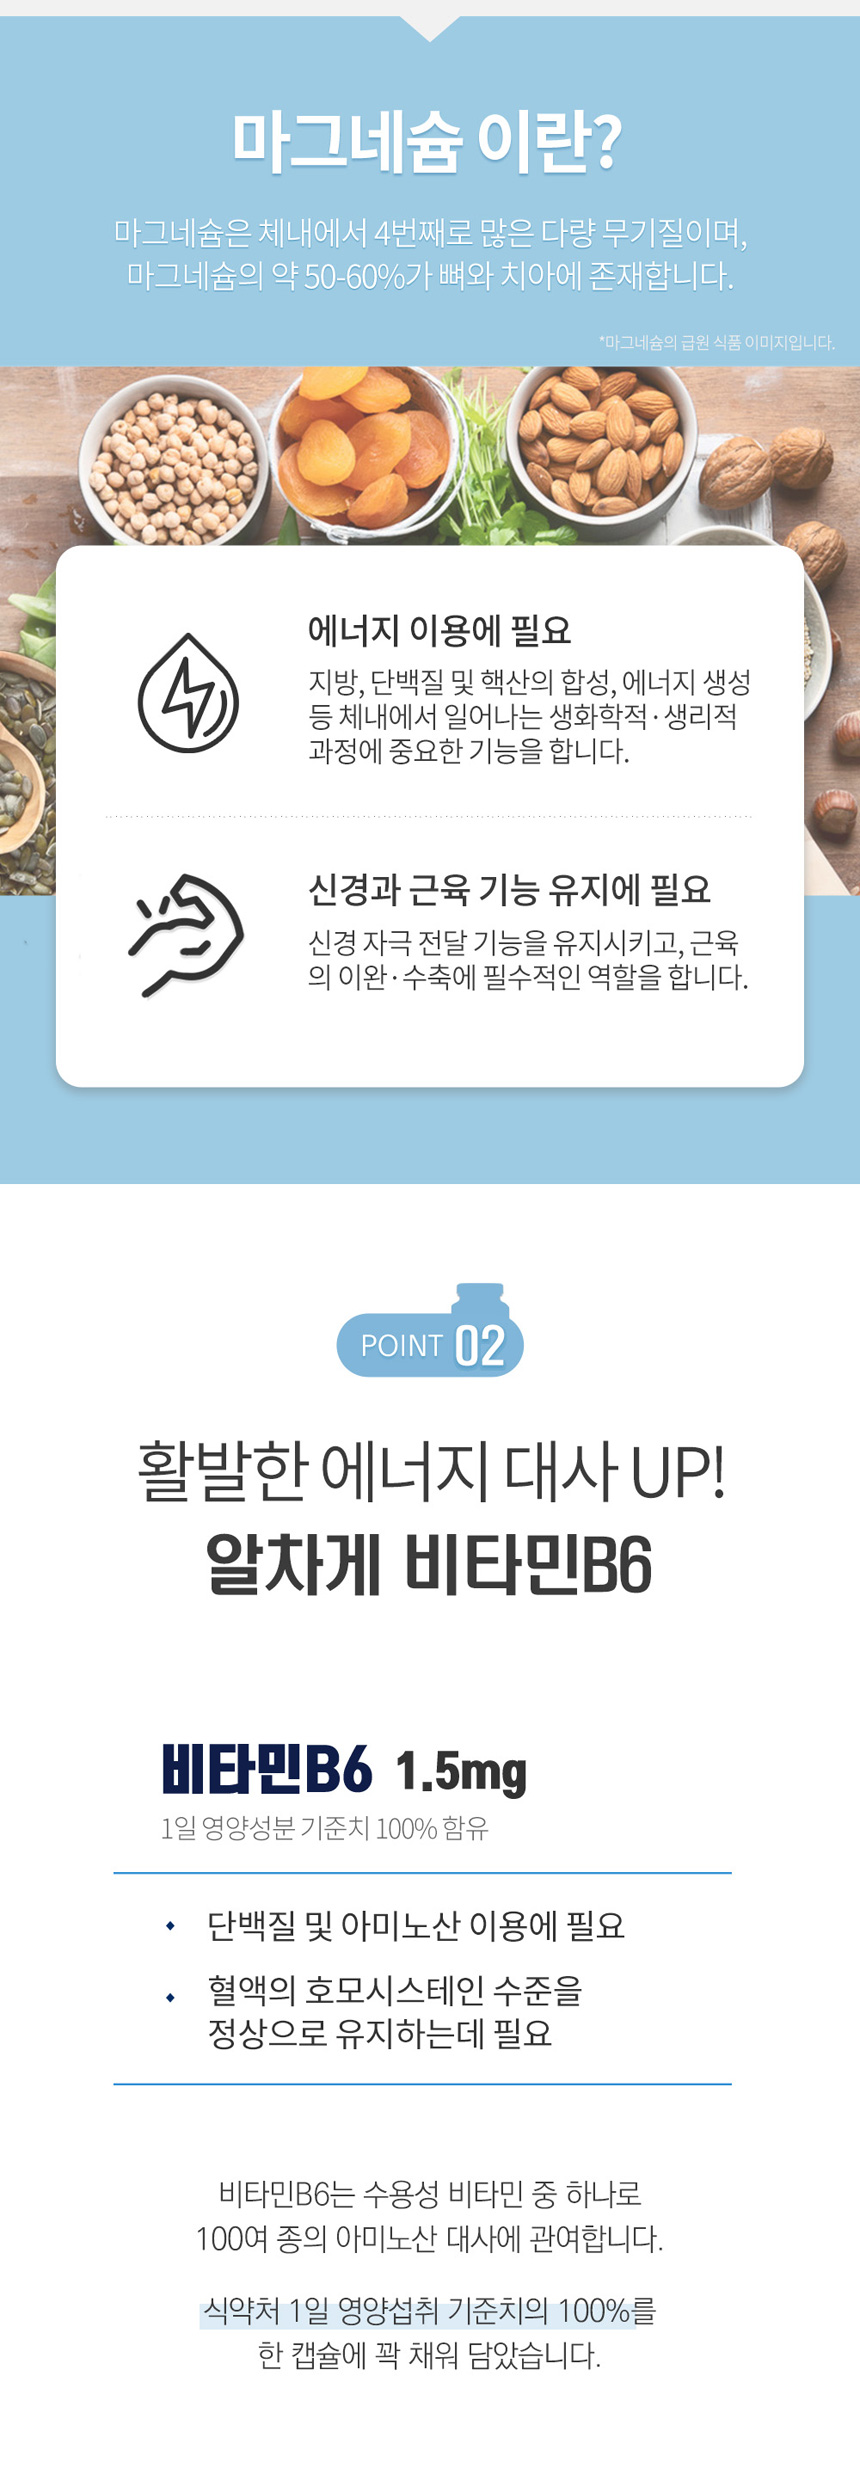 마그네슘 이란?
마그네슘은 체내에서 4번째로 많은 다량 무기질이며,
마그네슘의 약 50-60%가 뼈와 치아에 존재합니다.
*마그네슘의 급원 식품 이미지입니다.
에너지 이용에 필요
지방, 단백질 및 핵산의 합성, 에너지 생성
등 체내에서 일어나는 생화학적·생리적
과정에 중요한 기능을 합니다.
신경과 근육 기능 유지에 필요
신경 자극 전달 기능을 유지시키고, 근육
의 이완·수축에 필수적인 역할을 합니다.
POINT 02
활발한 에너지 대사 UP!
알차게 비타민B6
비타민B6 1.5mg
1일 영양성분 기준치 100% 함유
단백질 및 아미노산 이용에 필요
혈액의 호모시스테인 수준을
정상으로 유지하는데 필요
비타민B6는 수용성 비타민 중 하나로
100여 종의 아미노산 대사에 관여합니다.
식약처 1일 영양섭취 기준치의 100%를
한 캡슐에 꽉 채워 담았습니다.